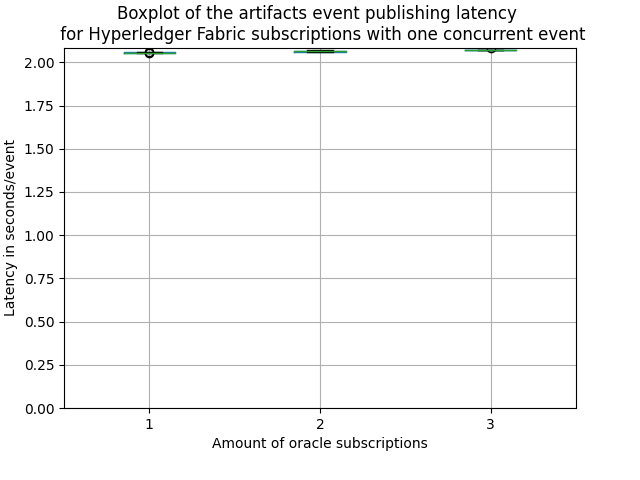 Boxplot of the artifacts event publishing latency
for Hyperledger Fabric subscriptions with one concurrent event
2.00
1.75
1.50
1.25
1.00
0.75
0.50
0.25
0.00
Latency in seconds/event
1 2 3
Amount of oracle subscriptions